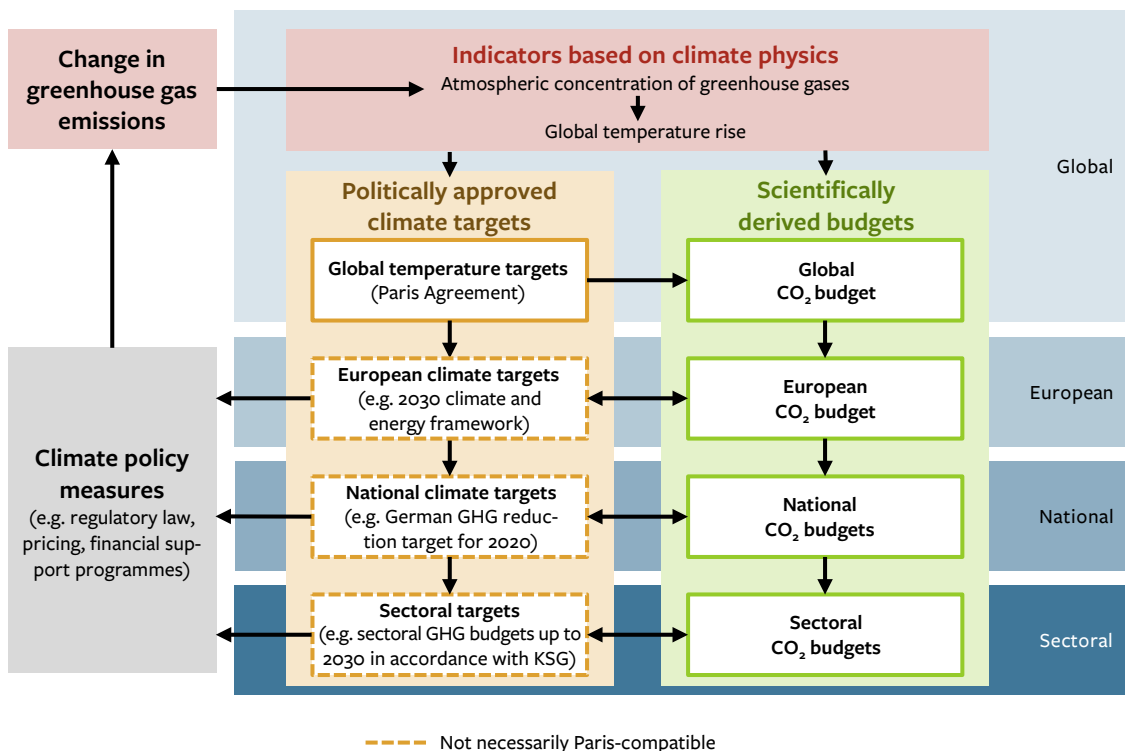 Change in
greenhouse gas
emissions
Indicators based on climate physics
Atmospheric concentration of greenhouse gases
Global temperature rise
Global
Politically approved
climate targets
Scientifically
derived budgets
Global temperature targets
(Paris Agreement)
Global
CO₂ budget
European climate targets
(e.g. 2030 climate and
energy framework)
European
CO₂ budget
European
Climate policy
measures
(e.g. regulatory law,
pricing, financial sup-
port programmes)
National climate targets
(e.g. German GHG reduc-
tion target for 2020)
National
CO₂ budgets
National
Sectoral targets
(e.g. sectoral GHG budgets up to
2030 in accordance with KSG)
Sectoral
CO₂ budgets
Sectoral
Not necessarily Paris-compatible